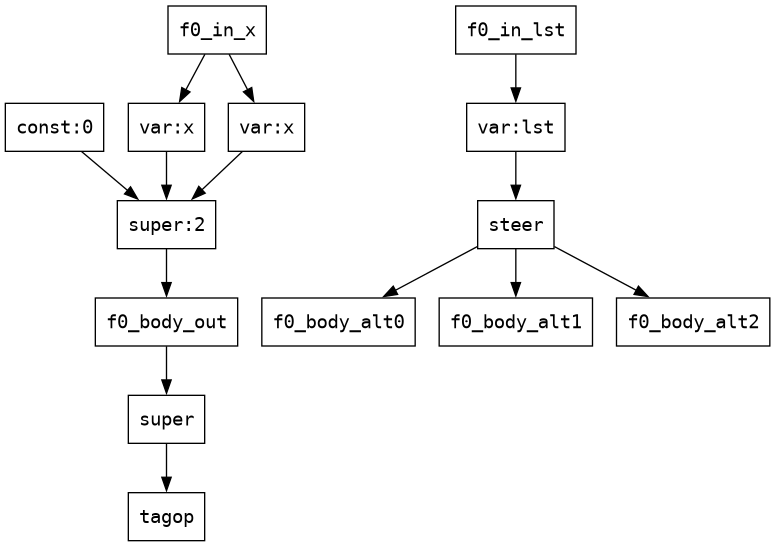 f0_in_x
f0_in_lst
const:0
var:x
var:x
var:lst
super:2
steer
f0_body_out
f0_body_alt0
f0_body_alt1
f0_body_alt2
super
tagop